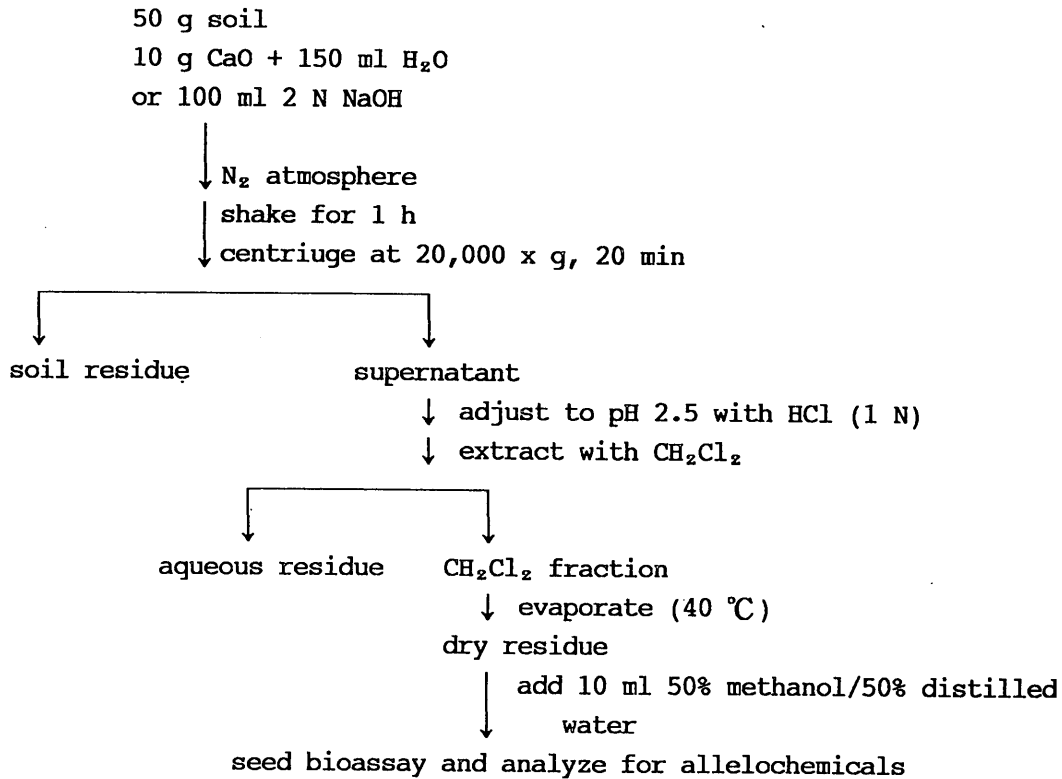 50 g soil
10 g CaO + 150 ml H₂O
or 100 ml 2 N NaOH
N₂ atmosphere
shake for 1 h
centriuge at 20,000 x g, 20 min
soil residue
supernatant
adjust to pH 2.5 with HCl (1 N)
extract with CH₂Cl₂
aqueous residue
CH₂Cl₂ fraction
evaporate (40 ℃)
dry residue
add 10 ml 50% methanol/50% distilled
water
seed bioassay and analyze for allelochemicals